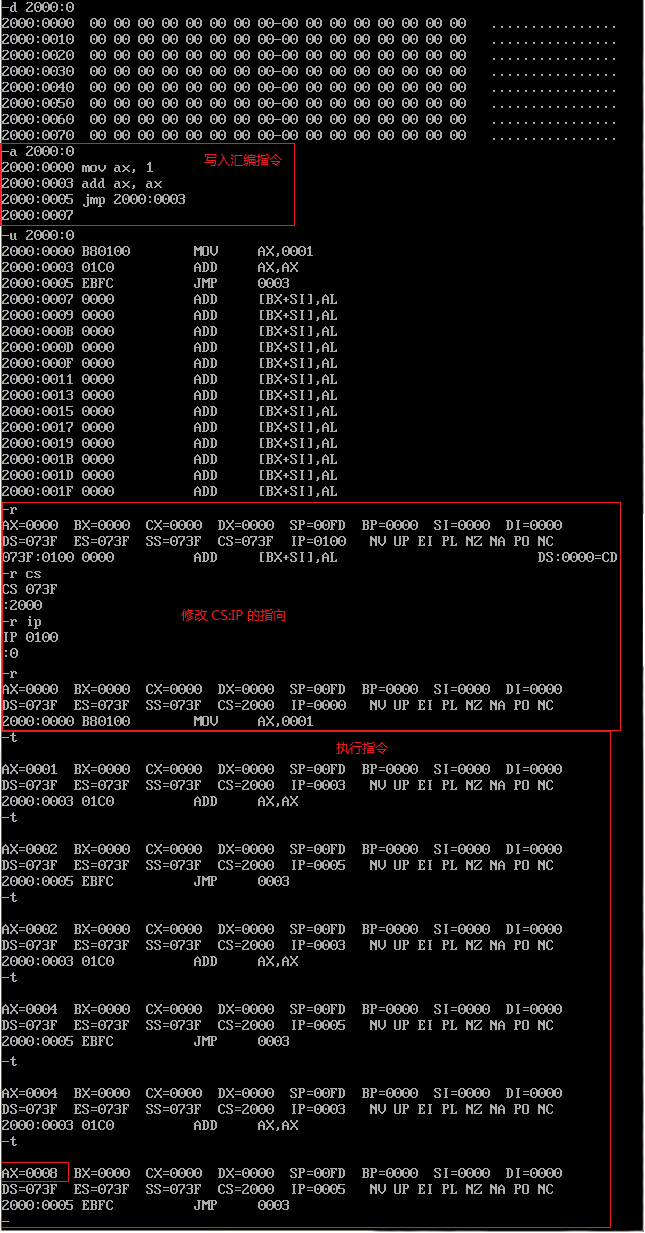 -d 2000:0
2000:0000  00 00 00 00 00 00 00 00-00 00 00 00 00 00 00 00   ................
2000:0010  00 00 00 00 00 00 00 00-00 00 00 00 00 00 00 00   ................
2000:0020  00 00 00 00 00 00 00 00-00 00 00 00 00 00 00 00   ................
2000:0030  00 00 00 00 00 00 00 00-00 00 00 00 00 00 00 00   ................
2000:0040  00 00 00 00 00 00 00 00-00 00 00 00 00 00 00 00   ................
2000:0050  00 00 00 00 00 00 00 00-00 00 00 00 00 00 00 00   ................
2000:0060  00 00 00 00 00 00 00 00-00 00 00 00 00 00 00 00   ................
2000:0070  00 00 00 00 00 00 00 00-00 00 00 00 00 00 00 00   ................
-a 2000:0
2000:0000 mov ax, 1 写入汇编指令
2000:0003 add ax, ax
2000:0005 jmp 2000:0003
2000:0007
-u 2000:0
2000:0000 B80100 MOV AX,0001
2000:0003 01C0 ADD AX,AX
2000:0005 EBFC JMP 0003
2000:0007 0000 ADD [BX+SI],AL
2000:0009 0000 ADD [BX+SI],AL
2000:000B 0000 ADD [BX+SI],AL
2000:000D 0000 ADD [BX+SI],AL
2000:000F 0000 ADD [BX+SI],AL
2000:0011 0000 ADD [BX+SI],AL
2000:0013 0000 ADD [BX+SI],AL
2000:0015 0000 ADD [BX+SI],AL
2000:0017 0000 ADD [BX+SI],AL
2000:0019 0000 ADD [BX+SI],AL
2000:001B 0000 ADD [BX+SI],AL
2000:001D 0000 ADD [BX+SI],AL
2000:001F 0000 ADD [BX+SI],AL
-r
AX=0000 BX=0000 CX=0000 DX=0000 SP=00FD BP=0000 SI=0000 DI=0000
DS=073F ES=073F SS=073F CS=073F IP=0100 NV UP EI PL NZ NA PO NC
073F:0100 0000 ADD [BX+SI],AL DS:0000=CD
-r cs
CS 073F
:2000
修改 CS:IP 的指向
-r ip
IP 0100
:0
-r
AX=0000 BX=0000 CX=0000 DX=0000 SP=00FD BP=0000 SI=0000 DI=0000
DS=073F ES=073F SS=073F CS=2000 IP=0000 NV UP EI PL NZ NA PO NC
2000:0000 B80100 MOV AX,0001
-t
执行指令
AX=0001 BX=0000 CX=0000 DX=0000 SP=00FD BP=0000 SI=0000 DI=0000
DS=073F ES=073F SS=073F CS=2000 IP=0003 NV UP EI PL NZ NA PO NC
2000:0003 01C0 ADD AX,AX
-t
AX=0002 BX=0000 CX=0000 DX=0000 SP=00FD BP=0000 SI=0000 DI=0000
DS=073F ES=073F SS=073F CS=2000 IP=0005 NV UP EI PL NZ NA PO NC
2000:0005 EBFC JMP 0003
-t
AX=0002 BX=0000 CX=0000 DX=0000 SP=00FD BP=0000 SI=0000 DI=0000
DS=073F ES=073F SS=073F CS=2000 IP=0003 NV UP EI PL NZ NA PO NC
2000:0003 01C0 ADD AX,AX
-t
AX=0004 BX=0000 CX=0000 DX=0000 SP=00FD BP=0000 SI=0000 DI=0000
DS=073F ES=073F SS=073F CS=2000 IP=0005 NV UP EI PL NZ NA PO NC
2000:0005 EBFC JMP 0003
-t
AX=0004 BX=0000 CX=0000 DX=0000 SP=00FD BP=0000 SI=0000 DI=0000
DS=073F ES=073F SS=073F CS=2000 IP=0003 NV UP EI PL NZ NA PO NC
2000:0003 01C0 ADD AX,AX
-t
AX=0008 BX=0000 CX=0000 DX=0000 SP=00FD BP=0000 SI=0000 DI=0000
DS=073F ES=073F SS=073F CS=2000 IP=0005 NV UP EI PL NZ NA PO NC
2000:0005 EBFC JMP 0003
-